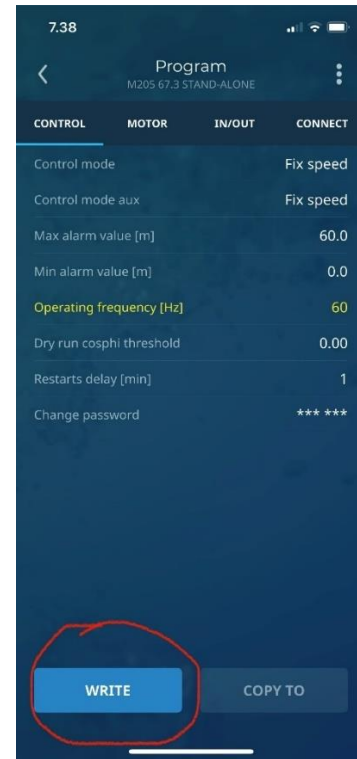 7.38
Program
M205 67.3 STAND-ALONE
CONTROL MOTOR IN/OUT CONNECT
Control mode Fix speed
Control mode aux Fix speed
Max alarm value [m] 60.0
Min alarm value [m] 0.0
Operating frequency [Hz] 60
Dry run cosphi threshold 0.00
Restarts delay [min] 1
Change password *** ***
WRITE COPY TO